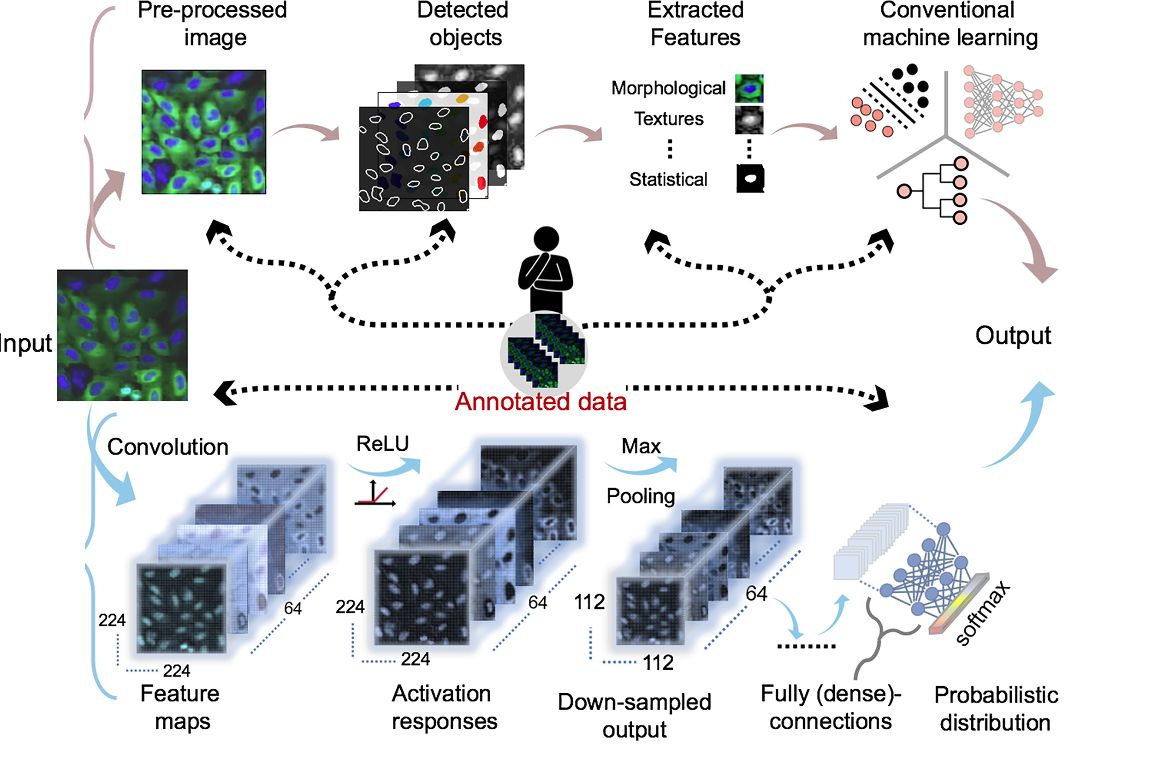 Pre-processed
image
Detected
objects
Extracted
Features
Conventional
machine learning
Morphological
Textures
Statistical
Input
Output
Annotated data
Convolution
ReLU
Max
Pooling
224
224
64
224
224
64
112
112
64
softmax
Feature
maps
Activation
responses
Down-sampled
output
Fully (dense)-
connections
Probabilistic
distribution